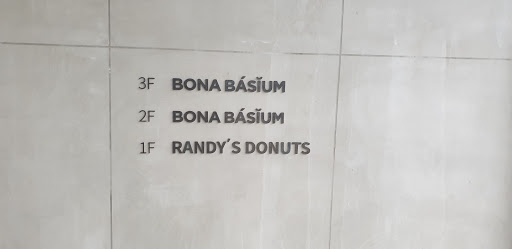 3F BONA BÁSĬUM
2F BONA BÁSĬUM
1F RANDY´S DONUTS